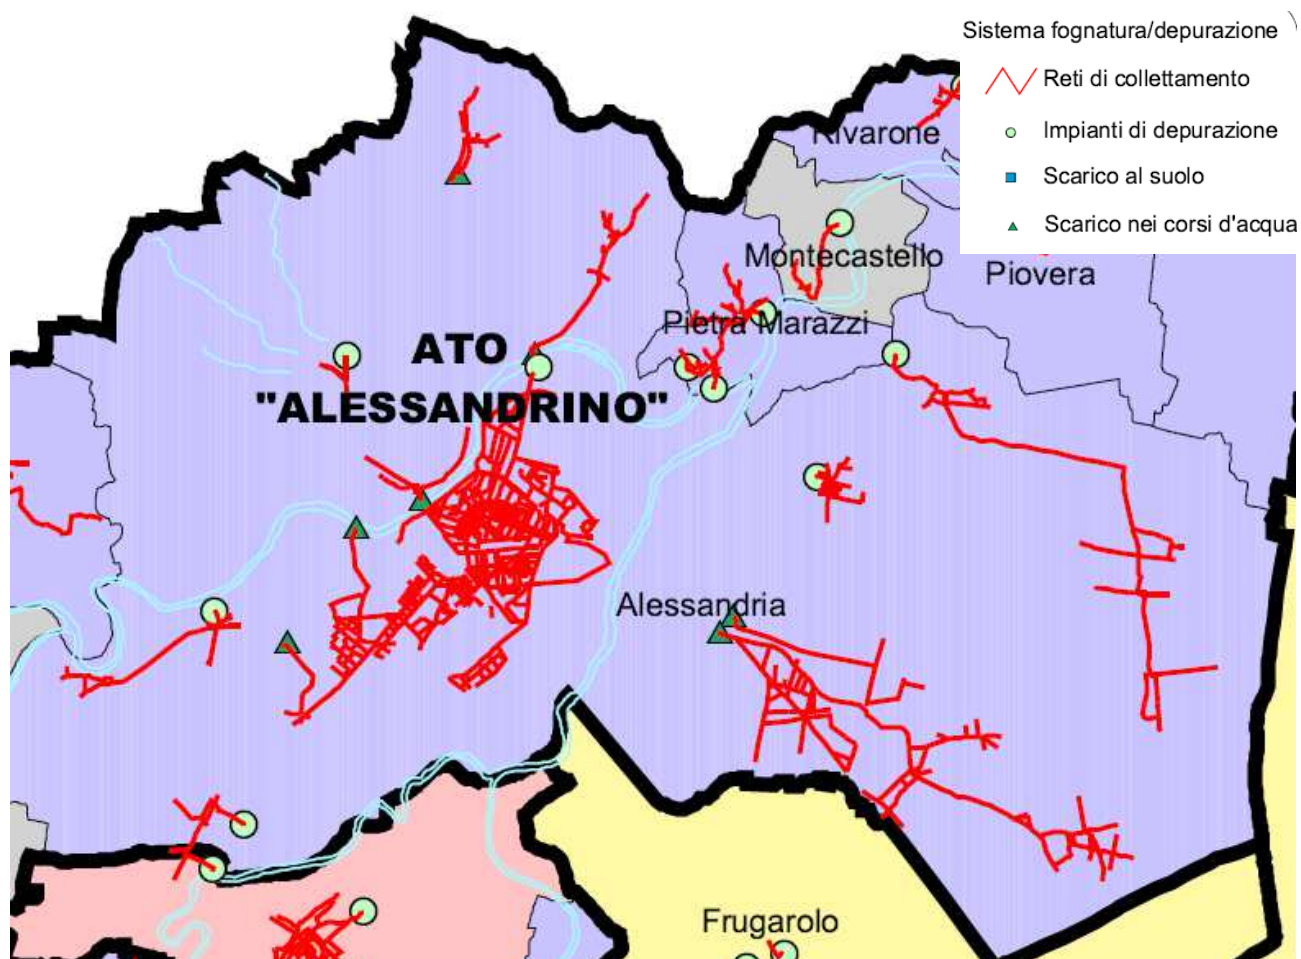 Sistema fognatura/depurazione
Reti di collettamento
Impianti di depurazione
Scarico al suolo
Scarico nei corsi d'acqua
Rivarone
Montecastello
Piovera
Pietra Marazzi
ATO
"ALESSANDRINO"
Alessandria
Frugarolo